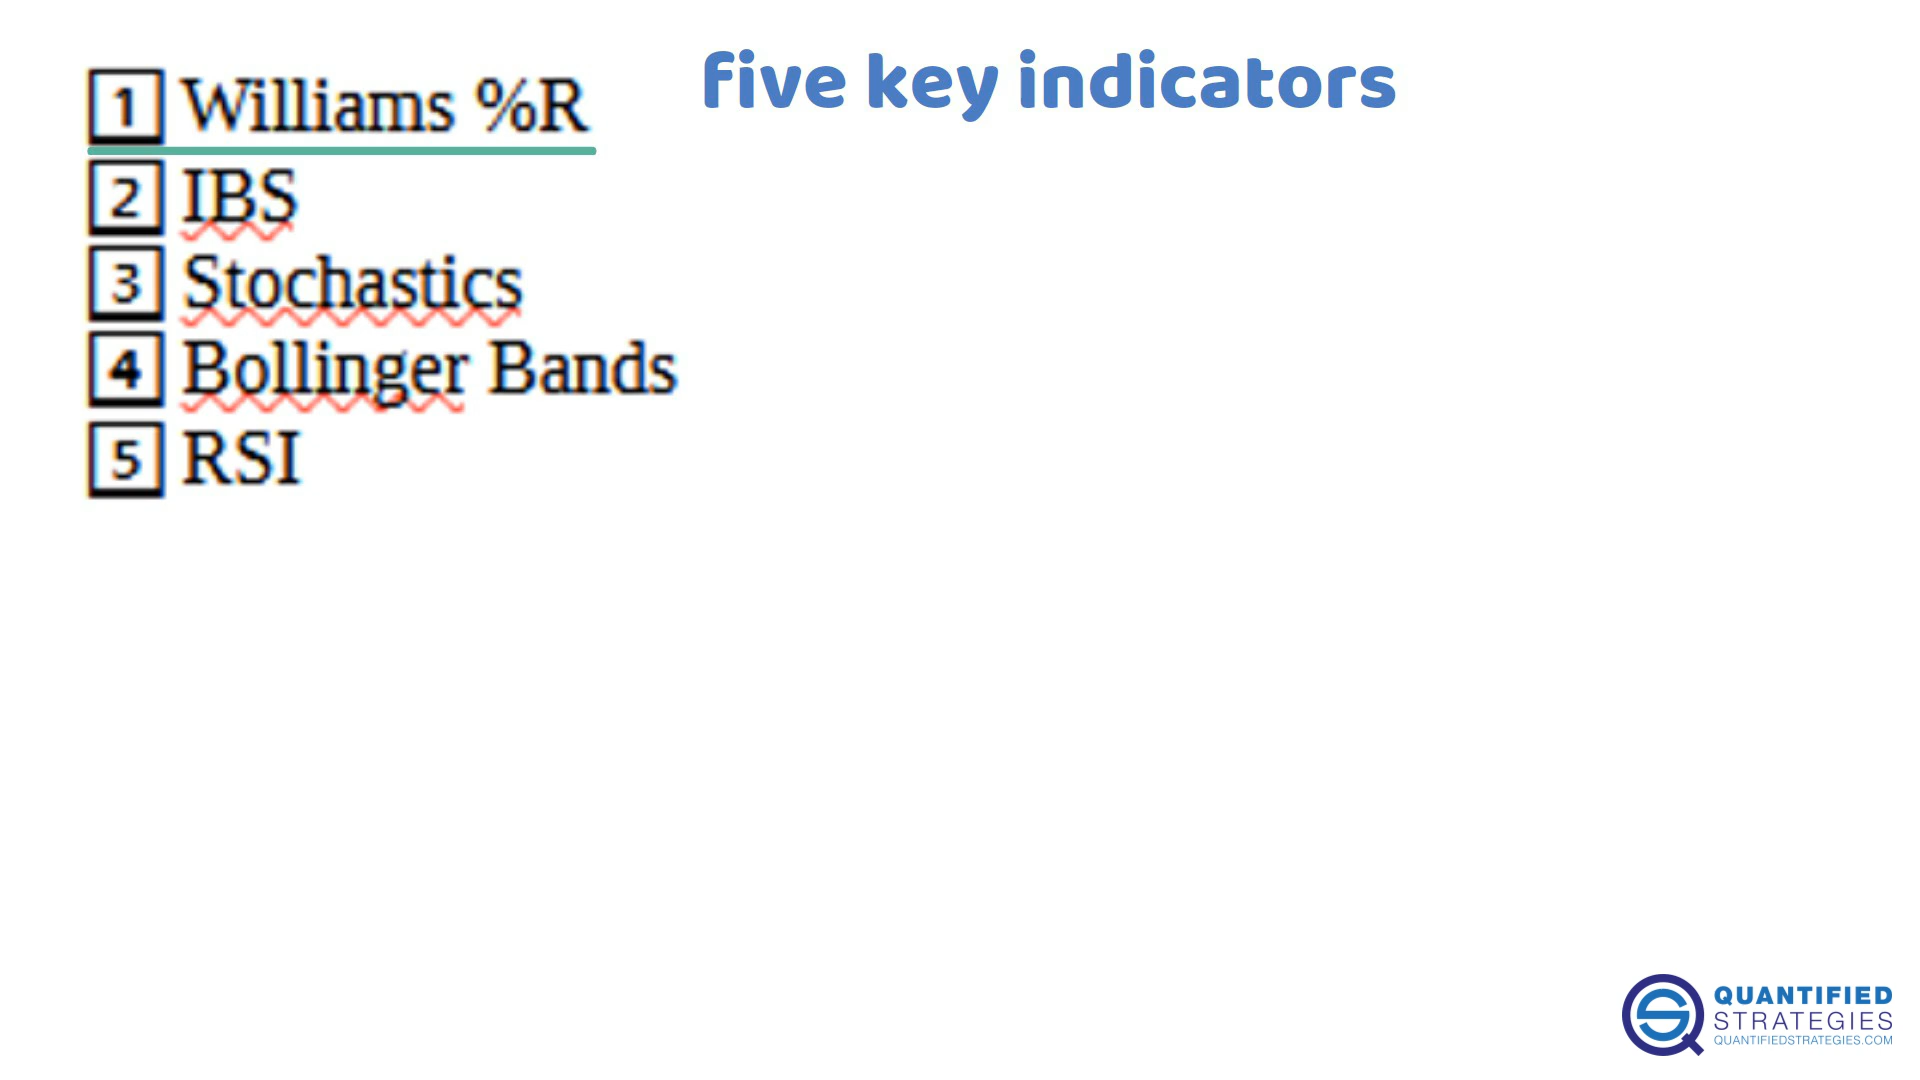 five key indicators
1 Williams %R
2 IBS
3 Stochastics
4 Bollinger Bands
5 RSI
QUANTIFIED
STRATEGIES
QUANTIFIEDSTRATEGIES.COM